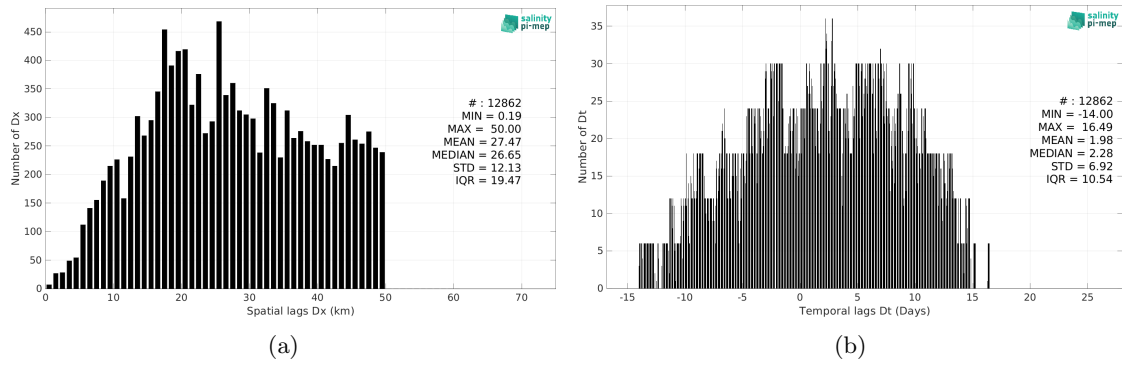 450
400
350
300
250
200
150
100
50
0
Number of Dx
0 10 20 30 40 50 60 70
Spatial lags Dx (km)
salinity
pi-mep
# : 12862
MIN = 0.19
MAX = 50.00
MEAN = 27.47
MEDIAN = 26.65
STD = 12.13
IQR = 19.47
(a)
35
30
25
20
15
10
5
0
Number of Dt
-15 -10 -5 0 5 10 15 20 25
Temporal lags Dt (Days)
salinity
pi-mep
# : 12862
MIN = -14.00
MAX = 16.49
MEAN = 1.98
MEDIAN = 2.28
STD = 6.92
IQR = 10.54
(b)